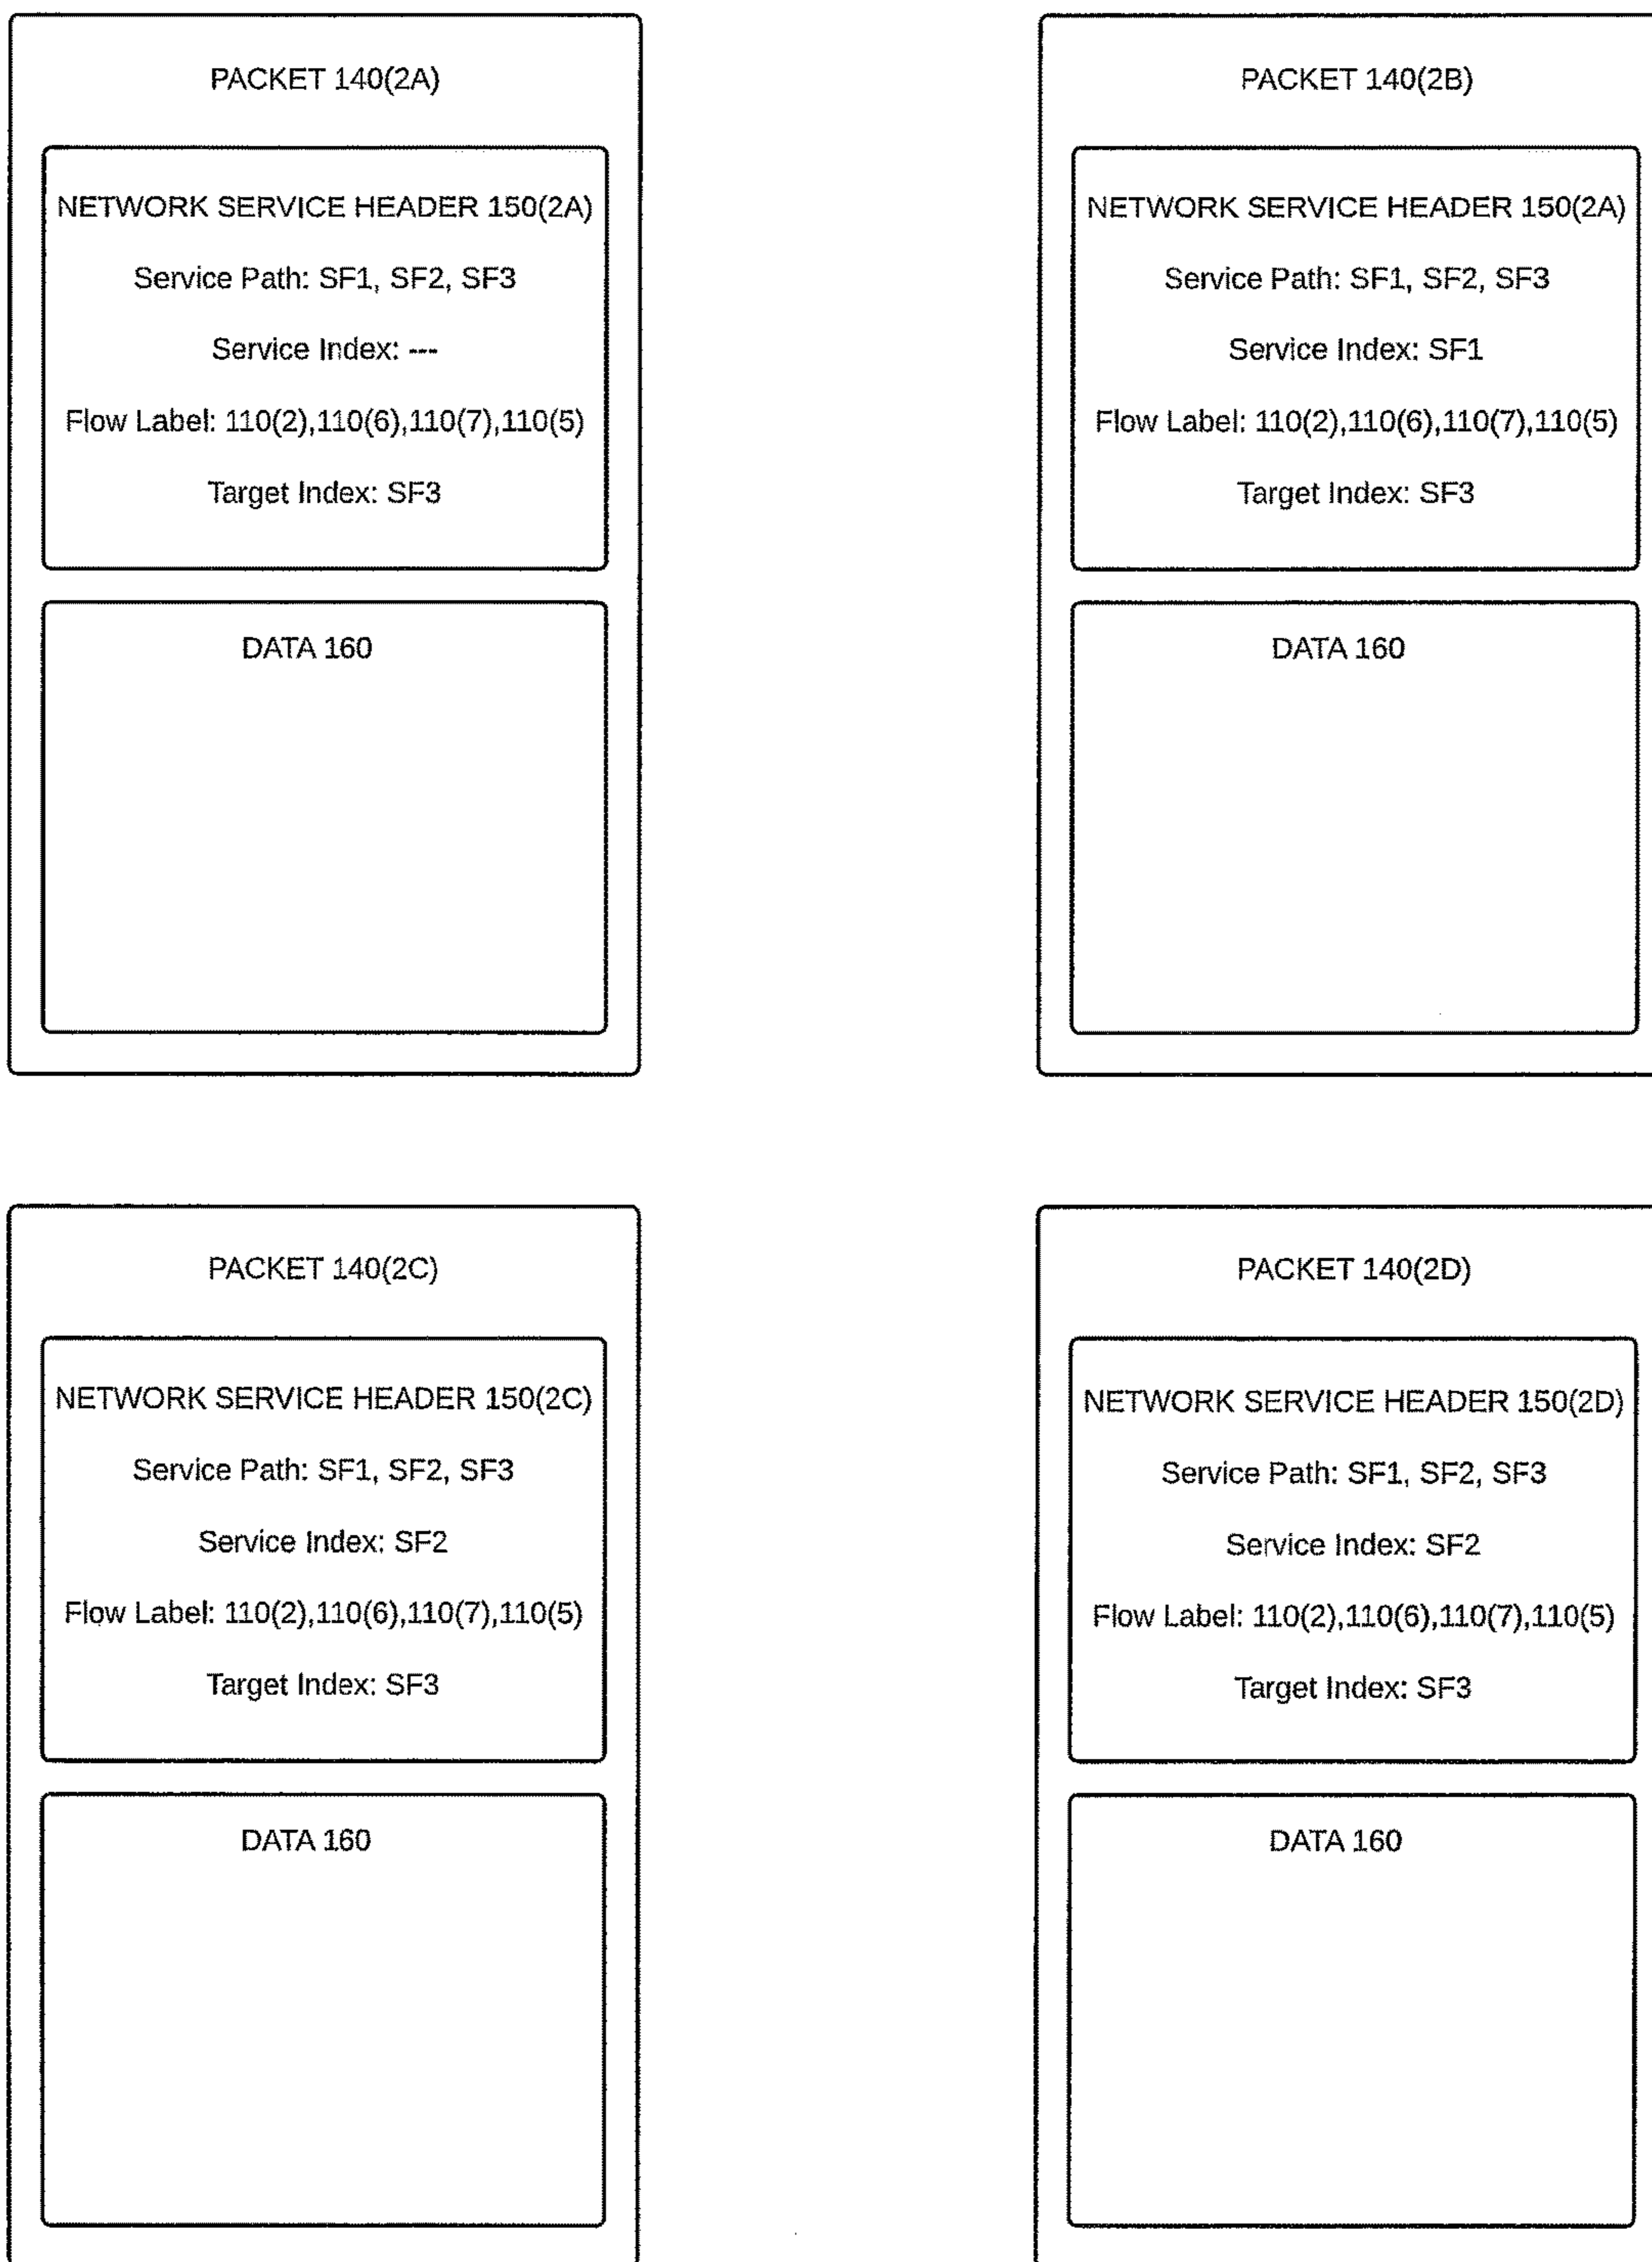 PACKET 140(2A)
NETWORK SERVICE HEADER 150(2A)
Service Path: SF1, SF2, SF3
Service Index: ---
Flow Label: 110(2),110(6),110(7),110(5)
Target Index: SF3
DATA 160
PACKET 140(2B)
NETWORK SERVICE HEADER 150(2A)
Service Path: SF1, SF2, SF3
Service Index: SF1
Flow Label: 110(2),110(6),110(7),110(5)
Target Index: SF3
DATA 160
PACKET 140(2C)
NETWORK SERVICE HEADER 150(2C)
Service Path: SF1, SF2, SF3
Service Index: SF2
Flow Label: 110(2),110(6),110(7),110(5)
Target Index: SF3
DATA 160
PACKET 140(2D)
NETWORK SERVICE HEADER 150(2D)
Service Path: SF1, SF2, SF3
Service Index: SF2
Flow Label: 110(2),110(6),110(7),110(5)
Target Index: SF3
DATA 160